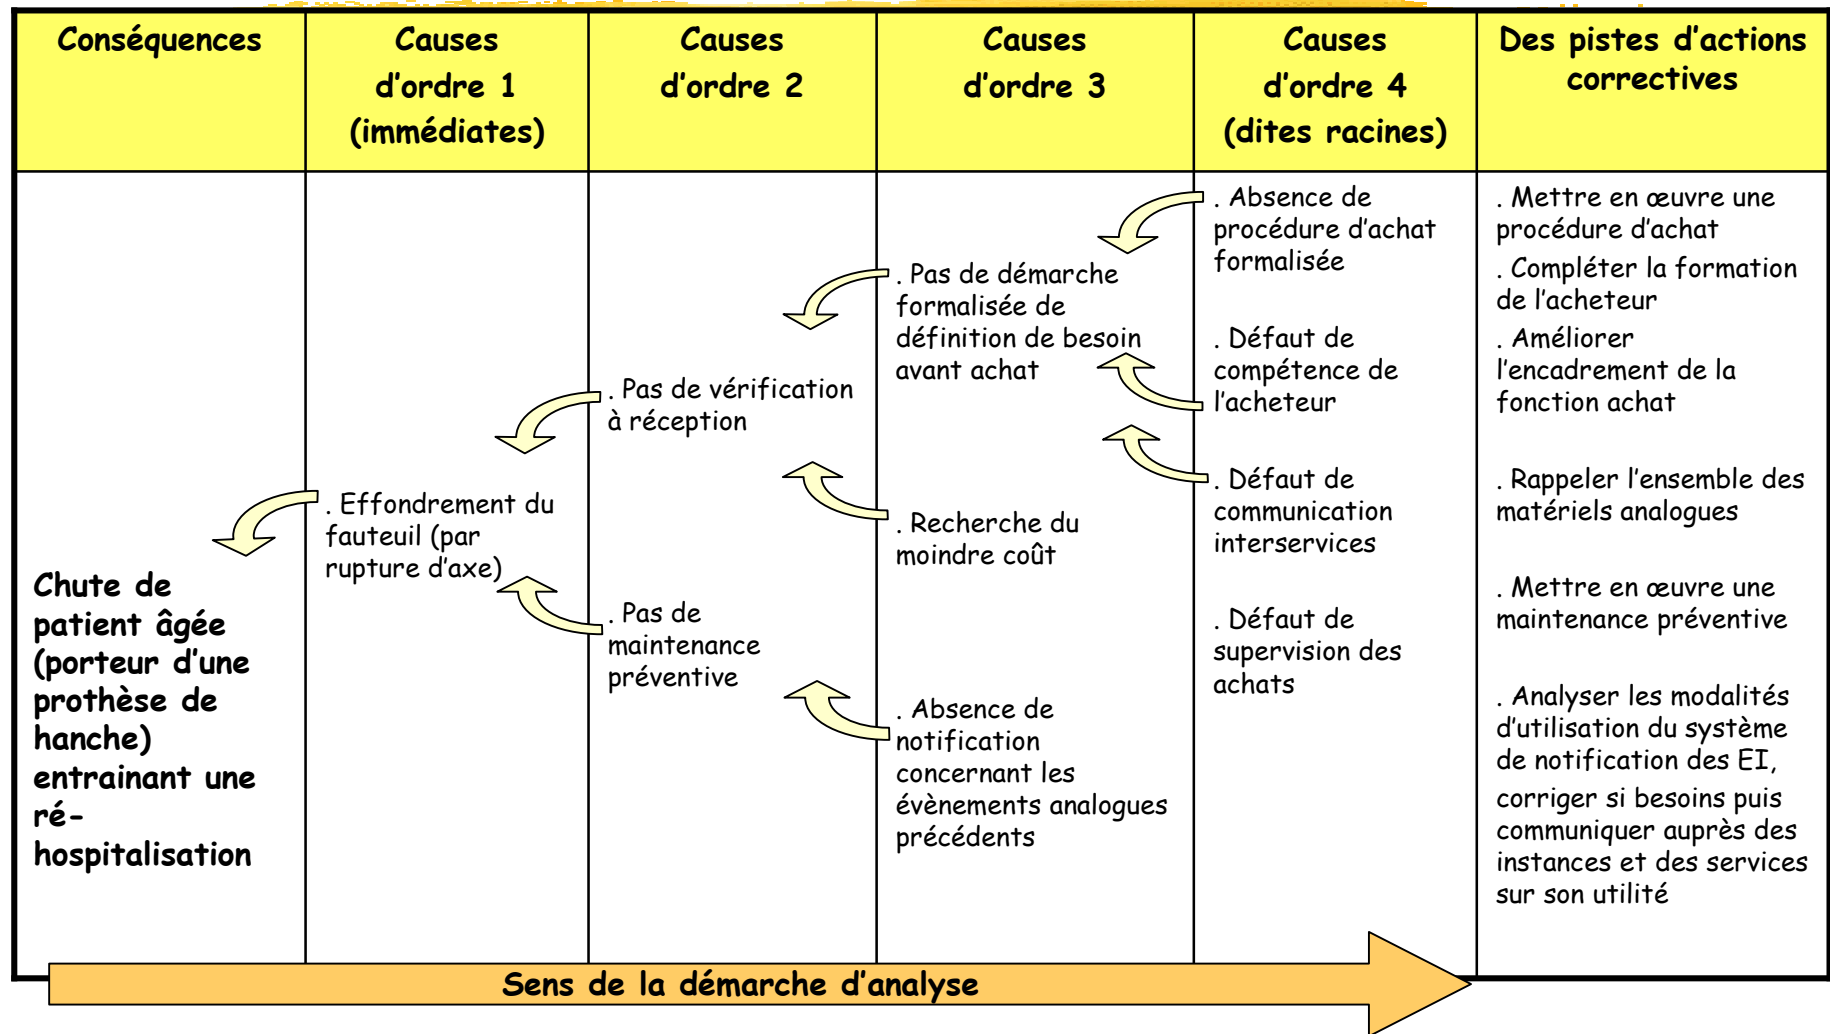 Conséquences
Causes
d'ordre 1
(immédiates)
Causes
d'ordre 2
Causes
d'ordre 3
Causes
d'ordre 4
(dites racines)
Des pistes d'actions
correctives
Chute de
patient âgée
(porteur d'une
prothèse de
hanche)
entrainant une
ré-
hospitalisation
. Effondrement du
fauteuil (par
rupture d'axe)
. Pas de vérification
à réception
. Pas de
maintenance
préventive
. Pas de démarche
formalisée de
définition de besoin
avant achat
. Recherche du
moindre coût
. Absence de
notification
concernant les
évènements analogues
précédents
. Absence de
procédure d'achat
formalisée
. Défaut de
compétence de
l'acheteur
. Défaut de
communication
interservices
. Défaut de
supervision des
achats
. Mettre en œuvre une
procédure d'achat
. Compléter la formation
de l'acheteur
. Améliorer
l'encadrement de la
fonction achat
. Rappeler l'ensemble des
matériels analogues
. Mettre en œuvre une
maintenance préventive
. Analyser les modalités
d'utilisation du système
de notification des EI,
corriger si besoins puis
communiquer auprès des
instances et des services
sur son utilité
Sens de la démarche d'analyse